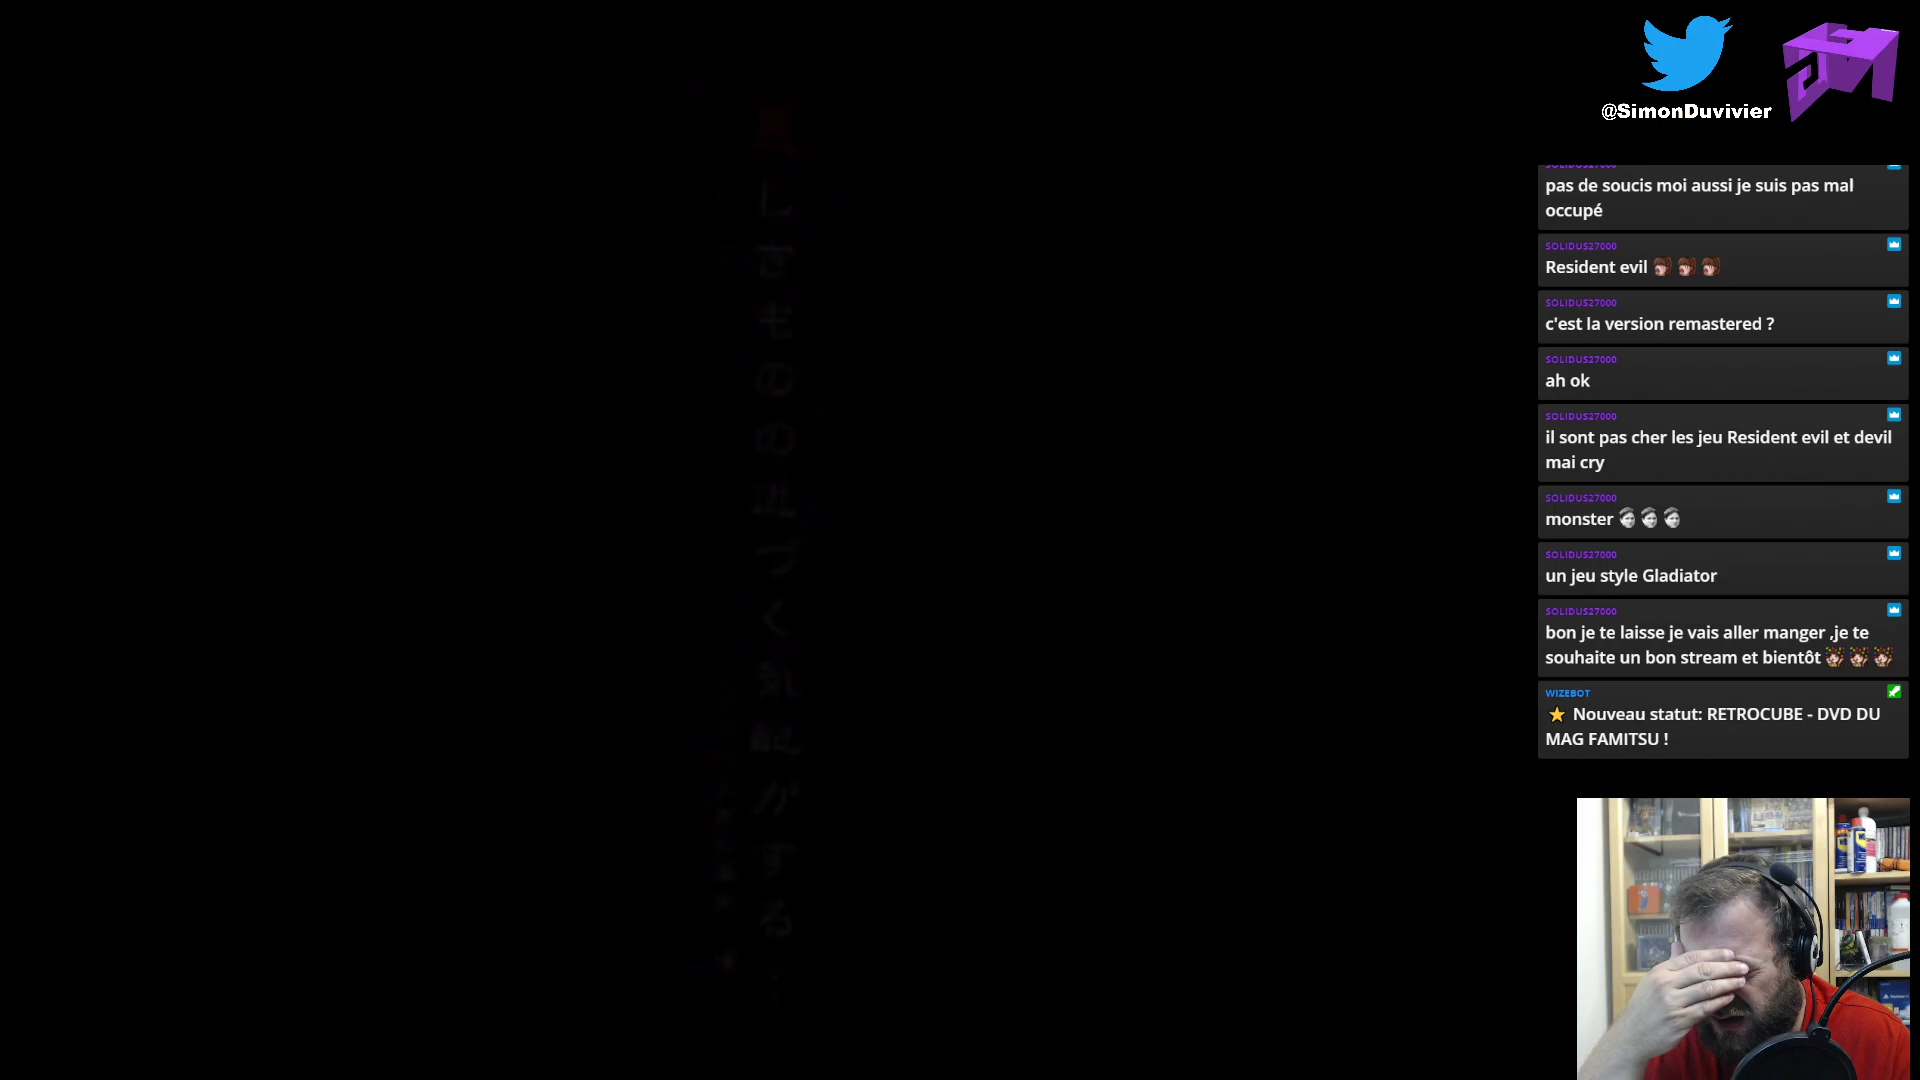 @SimonDuvivier
SOLIDUS27000
pas de soucis moi aussi je suis pas mal
occupé
SOLIDUS27000
Resident evil
SOLIDUS27000
c'est la version remastered ?
SOLIDUS27000
ah ok
SOLIDUS27000
il sont pas cher les jeu Resident evil et devil
mai cry
SOLIDUS27000
monster
SOLIDUS27000
un jeu style Gladiator
SOLIDUS27000
bon je te laisse je vais aller manger ,je te
souhaite un bon stream et bientôt
WIZEBOT
Nouveau statut: RETROCUBE - DVD DU
MAG FAMITSU !